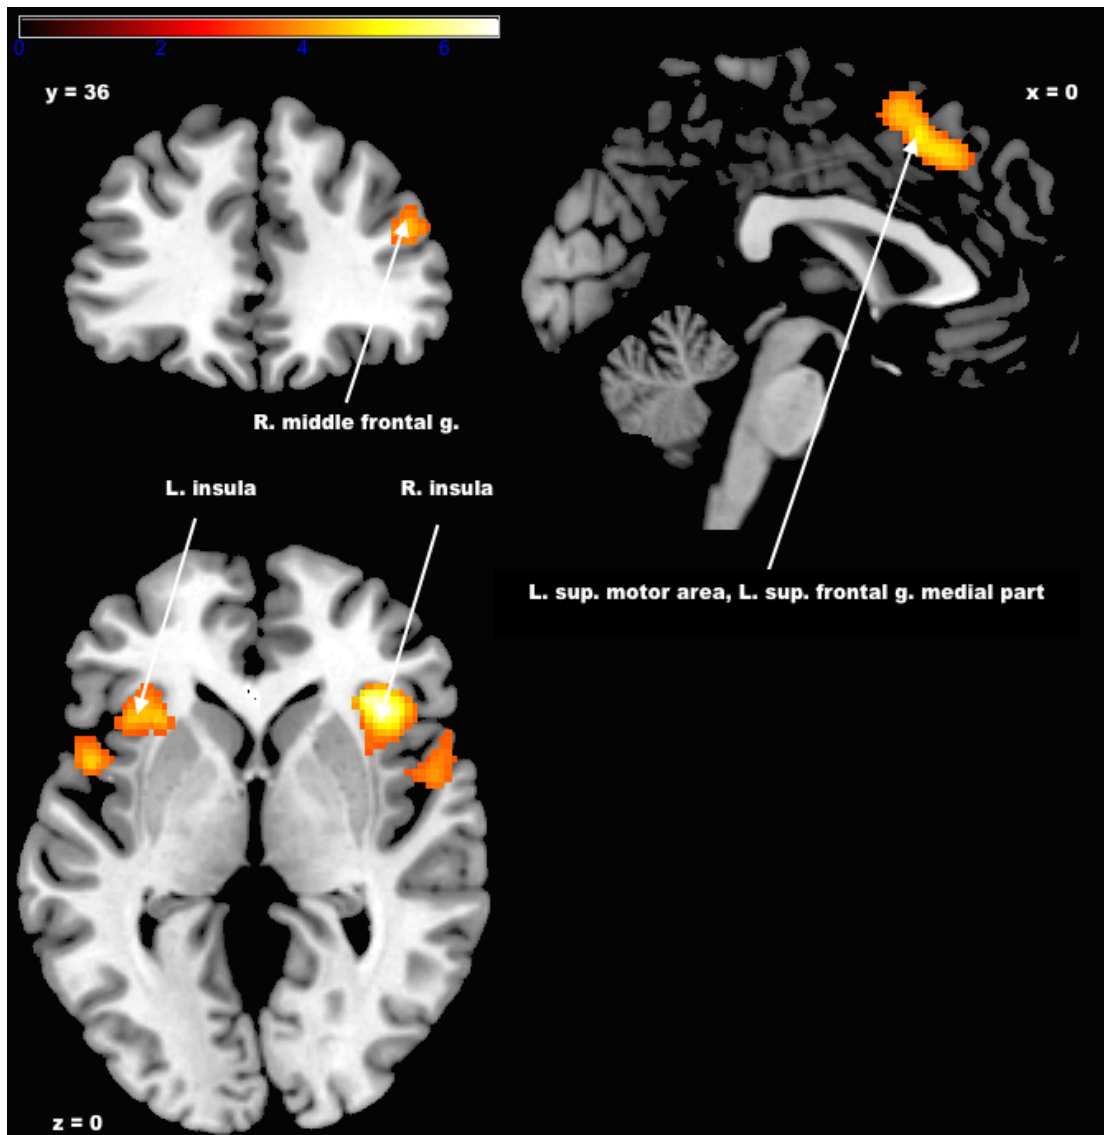 0 2 4 6
y = 36
x = 0
R. middle frontal g.
L. insula
R. insula
L. sup. motor area, L. sup. frontal g. medial part
z = 0